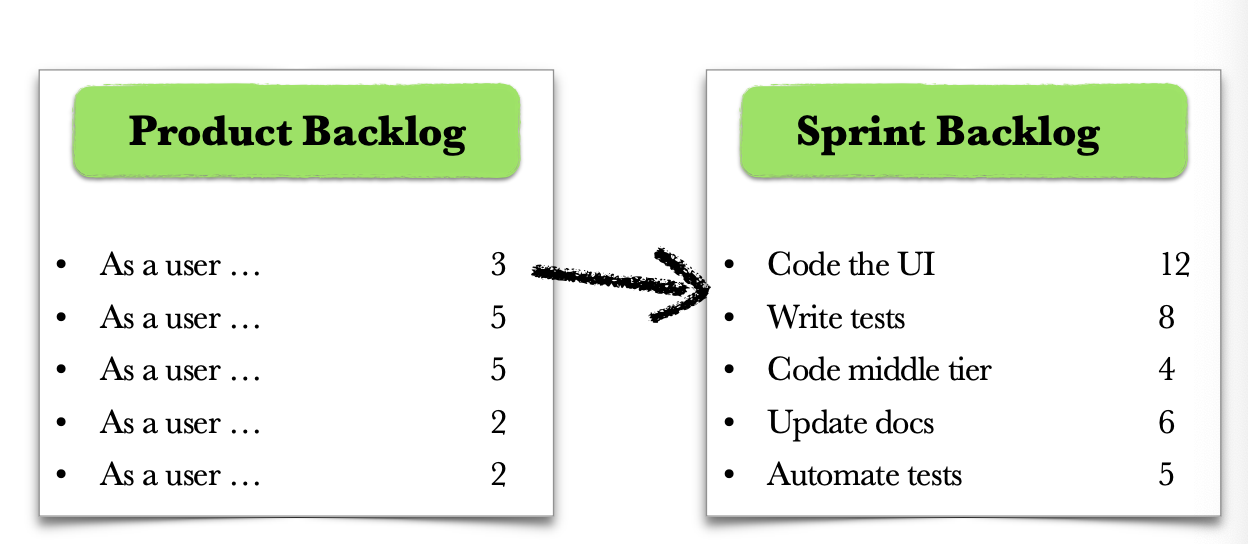 Product Backlog
• As a user … 3
• As a user … 5
• As a user … 5
• As a user … 2
• As a user … 2
Sprint Backlog
• Code the UI 12
• Write tests 8
• Code middle tier 4
• Update docs 6
• Automate tests 5